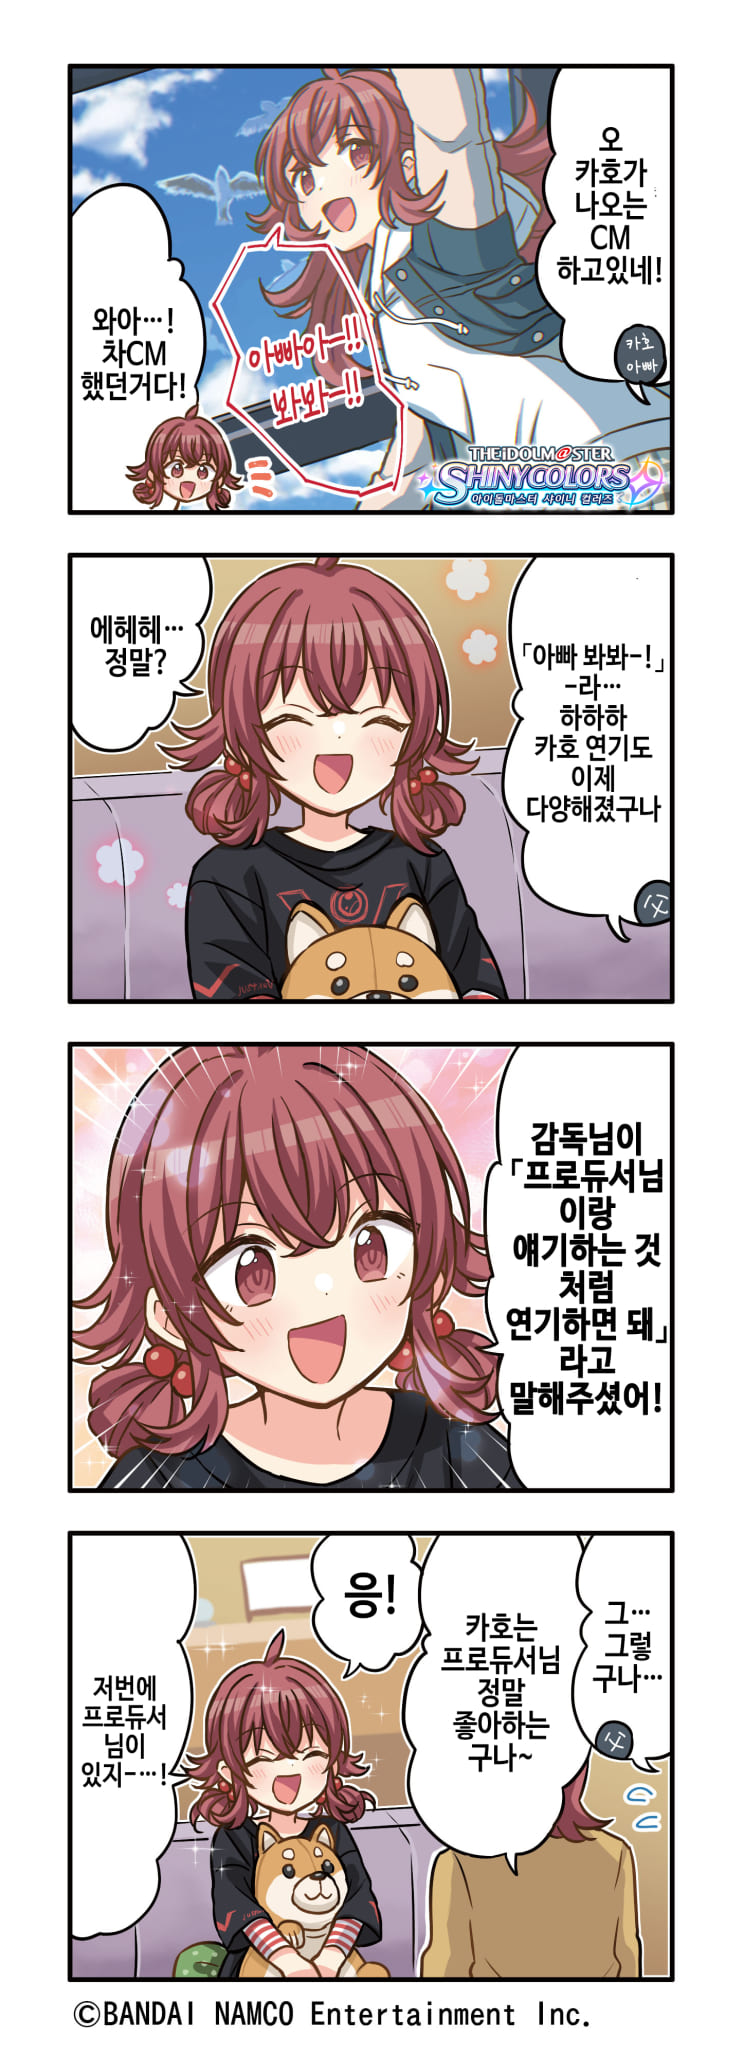 오
카호가
나오는
CM
하고있네!
카호
아빠
아빠아-!!
봐봐-!!
와아…!
차CM
했던거다!
THE IDOLM@STER
SHINYCOLORS
아이돌마스터 샤이니 컬러즈
「아빠 봐봐-!」
-라…
하하하
카호 연기도
이제
다양해졌구나
父
에헤헤…
정말?
감독님이
「프로듀서님
이랑
얘기하는 것
처럼
연기하면 돼」
라고
말해주셨어!
그…
그렇
구나…
父
카호는
프로듀서님
정말
좋아하는
구나~
응!
저번에
프로듀서
님이
있지-…!
©BANDAI NAMCO Entertainment Inc.